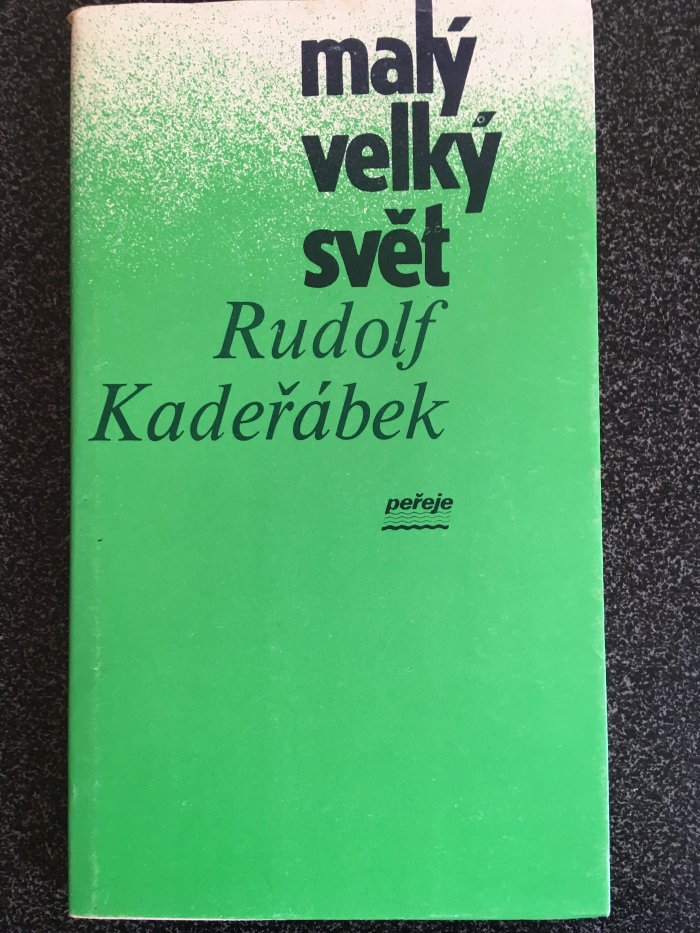 malý
velký
svět
Rudolf
Kadeřábek
peřeje